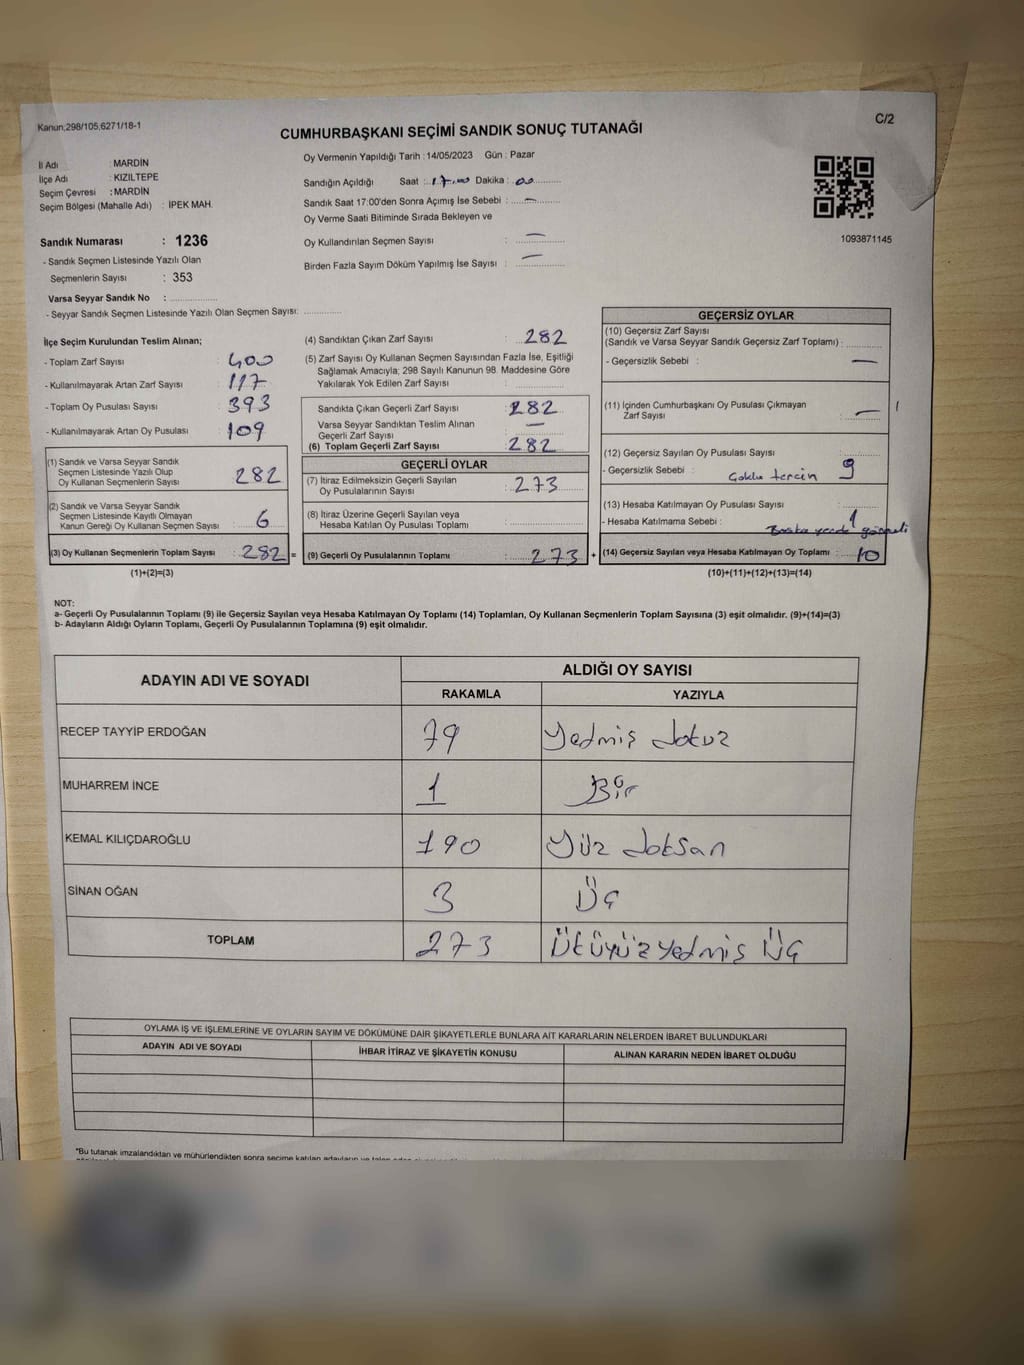 Kanun:298/105,6271/18-1
C/2
CUMHURBAŞKANI SEÇİMİ SANDIK SONUÇ TUTANAĞI
İl Adı : MARDİN
İlçe Adı : KIZILTEPE
Seçim Çevresi : MARDİN
Seçim Bölgesi (Mahalle Adı) : İPEK MAH.
Sandık Numarası : 1236
- Sandık Seçmen Listesinde Yazılı Olan
Seçmenlerin Sayısı : 353
Varsa Seyyar Sandık No :
- Seyyar Sandık Seçmen Listesinde Yazılı Olan Seçmen Sayısı:
Oy Vermenin Yapıldığı Tarih : 14/05/2023 Gün : Pazar
Sandığın Açıldığı Saat : 17.00 Dakika : 00
Sandık Saat 17:00'den Sonra Açımış İse Sebebi : —
Oy Verme Saati Bitiminde Sırada Bekleyen ve
Oy Kullandırılan Seçmen Sayısı : —
Birden Fazla Sayım Döküm Yapılmış İse Sayısı : —
1093871145
İlçe Seçim Kurulundan Teslim Alınan;
- Toplam Zarf Sayısı : 400
- Kullanılmayarak Artan Zarf Sayısı : 117
- Toplam Oy Pusulası Sayısı : 393
- Kullanılmayarak Artan Oy Pusulası : 109
(1) Sandık ve Varsa Seyyar Sandık
Seçmen Listesinde Yazılı Olup
Oy Kullanan Seçmenlerin Sayısı : 282
(2) Sandık ve Varsa Seyyar Sandık
Seçmen Listesinde Kayıtlı Olmayan
Kanun Gereği Oy Kullanan Seçmen Sayısı : 6
(3) Oy Kullanan Seçmenlerin Toplam Sayısı : 282 =
(1)+(2)=(3)
(4) Sandıktan Çıkan Zarf Sayısı : 282
(5) Zarf Sayısı Oy Kullanan Seçmen Sayısından Fazla İse, Eşitliği
Sağlamak Amacıyla; 298 Sayılı Kanunun 98. Maddesine Göre
Yakılarak Yok Edilen Zarf Sayısı :
Sandıkta Çıkan Geçerli Zarf Sayısı : 282
Varsa Seyyar Sandıktan Teslim Alınan
Geçerli Zarf Sayısı : —
(6) Toplam Geçerli Zarf Sayısı : 282
GEÇERLİ OYLAR
(7) İtiraz Edilmeksizin Geçerli Sayılan
Oy Pusulalarının Sayısı : 273
(8) İtiraz Üzerine Geçerli Sayılan veya
Hesaba Katılan Oy Pusulası Toplamı :
(9) Geçerli Oy Pusulalarının Toplamı : 273 +
GEÇERSİZ OYLAR
(10) Geçersiz Zarf Sayısı
(Sandık ve Varsa Seyyar Sandık Geçersiz Zarf Toplamı) :
- Geçersizlik Sebebi : —
(11) İçinden Cumhurbaşkanı Oy Pusulası Çıkmayan
Zarf Sayısı : —
(12) Geçersiz Sayılan Oy Pusulası Sayısı : 9
- Geçersizlik Sebebi : Çoklu tercih
(13) Hesaba Katılmayan Oy Pusulası Sayısı : 1
- Hesaba Katılmama Sebebi : Başka yerde
(14) Geçersiz Sayılan veya Hesaba Katılmayan Oy Toplamı : 10
(10)+(11)+(12)+(13)=(14)
NOT:
a- Geçerli Oy Pusulalarının Toplamı (9) ile Geçersiz Sayılan veya Hesaba Katılmayan Oy Toplamı (14) Toplamları, Oy Kullanan Seçmenlerin Toplam Sayısına (3) eşit olmalıdır. (9)+(14)=(3)
b- Adayların Aldığı Oyların Toplamı, Geçerli Oy Pusulalarının Toplamına (9) eşit olmalıdır.
ADAYIN ADI VE SOYADI ALDIĞI OY SAYISI
RAKAMLA YAZIYLA
RECEP TAYYİP ERDOĞAN 79 Yedmiş dokuz
MUHARREM İNCE 1 Bir
KEMAL KILIÇDAROĞLU 190 Yüz doksan
SİNAN OĞAN 3 Üç
TOPLAM 273 İkiyüz yedmiş Üç
OYLAMA İŞ VE İŞLEMLERİNE VE OYLARIN SAYIM VE DÖKÜMÜNE DAİR ŞİKAYETLERLE BUNLARA AİT KARARLARIN NELERDEN İBARET BULUNDUKLARI
ADAYIN ADI VE SOYADI İHBAR İTİRAZ VE ŞİKAYETİN KONUSU ALINAN KARARIN NEDEN İBARET OLDUĞU
*Bu tutanak imzalandıktan ve mühürlendikten sonra seçime katılan adayların